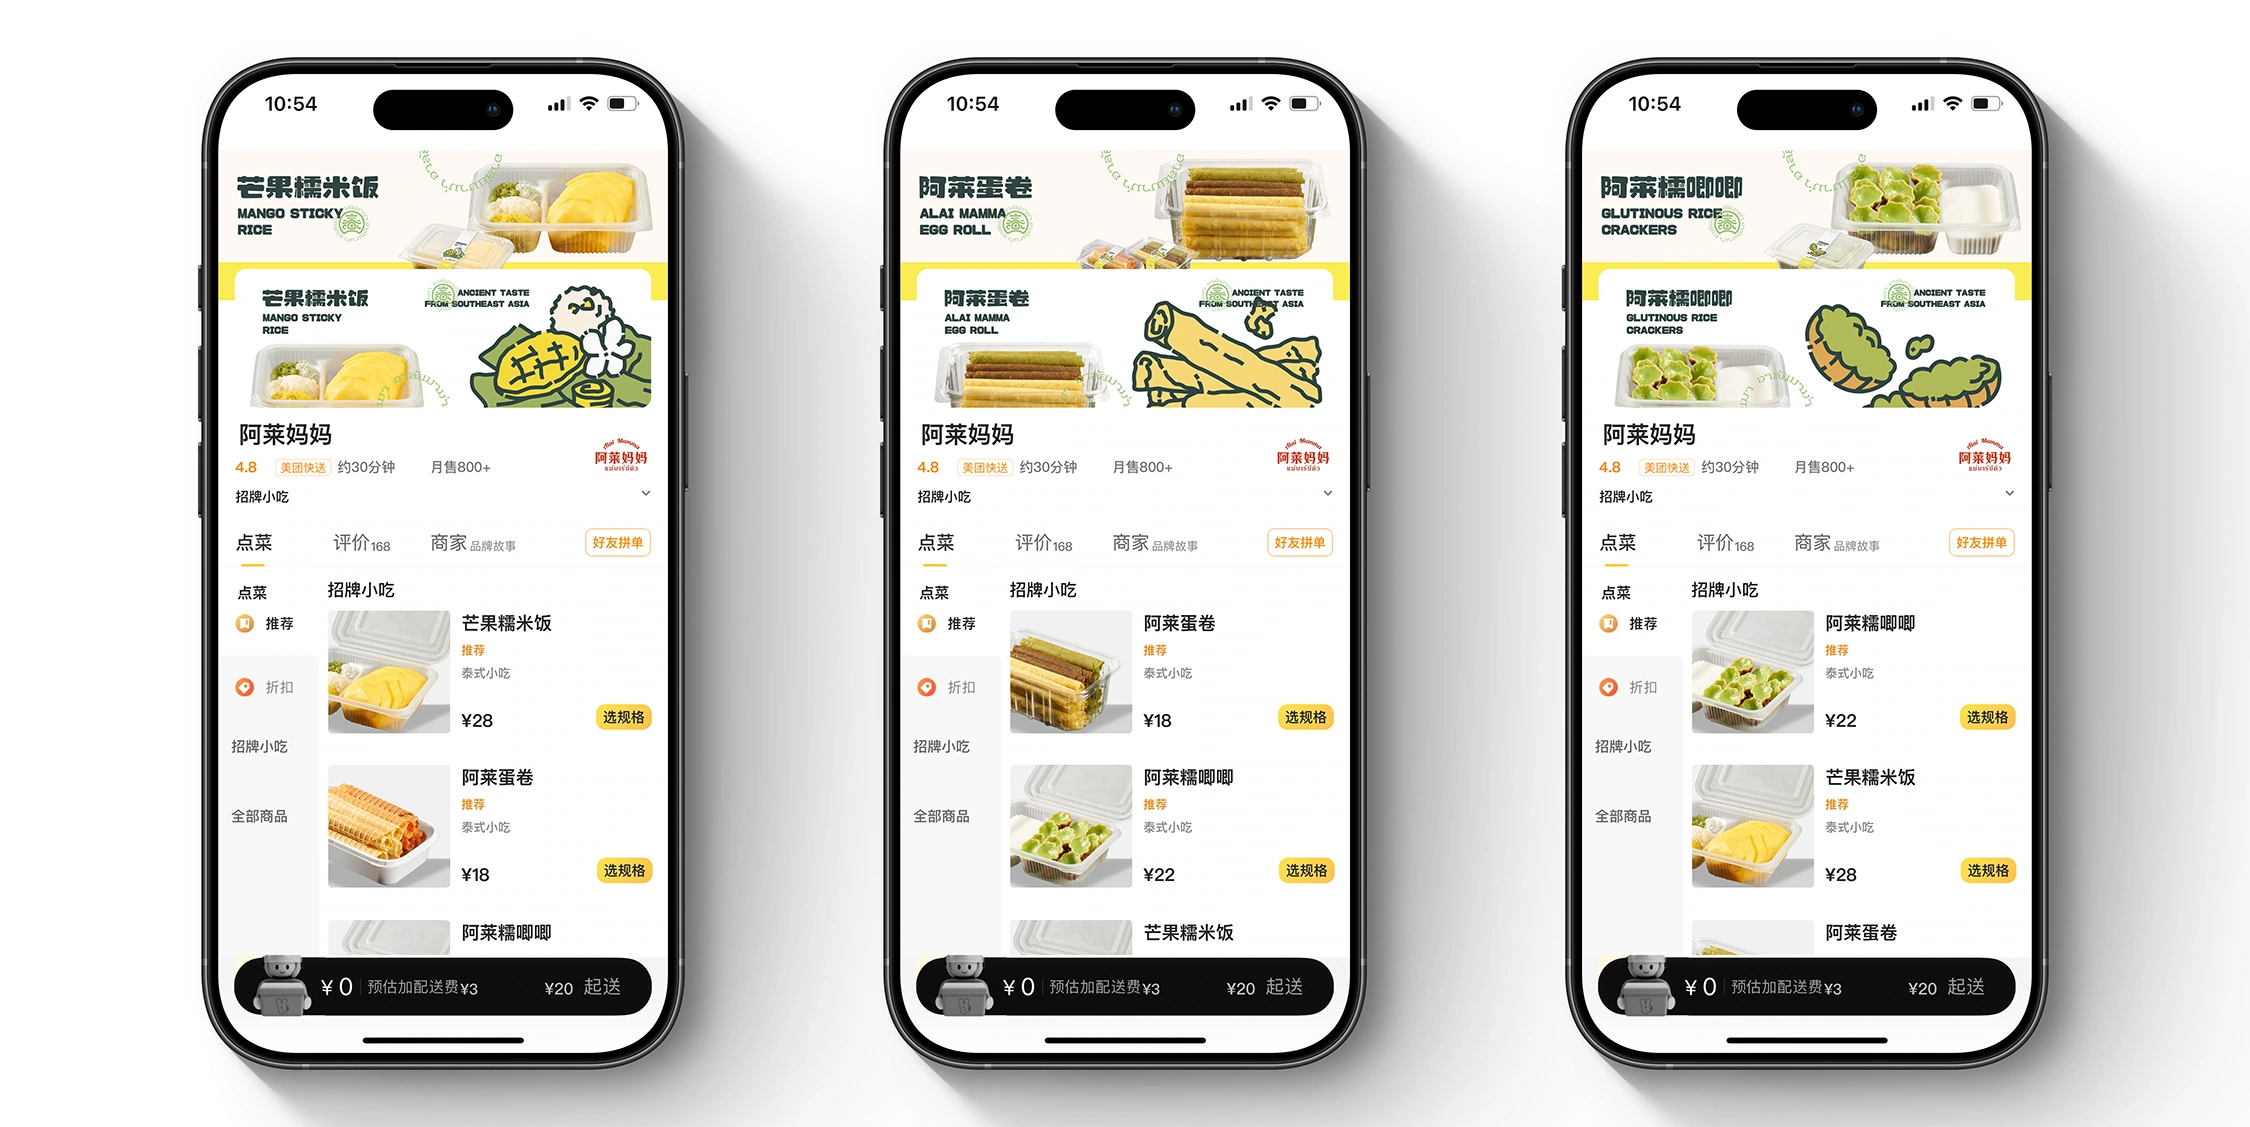 10:54
芒果糯米饭
MANGO STICKY
RICE
芒果糯米饭
MANGO STICKY
RICE
ANCIENT TASTE
FROM SOUTHEAST ASIA
阿莱妈妈
4.8 美团快送 约30分钟 月售800+
Alai Mamma
阿莱妈妈
招牌小吃
点菜 评价168 商家 品牌故事 好友拼单
点菜
推荐
折扣
招牌小吃
全部商品
招牌小吃
芒果糯米饭
推荐
泰式小吃
¥28 选规格
阿莱蛋卷
推荐
泰式小吃
¥18 选规格
阿莱糯唧唧
¥0 预估加配送费¥3 ¥20 起送
10:54
阿莱蛋卷
ALAI MAMMA
EGG ROLL
阿莱蛋卷
ALAI MAMMA
EGG ROLL
ANCIENT TASTE
FROM SOUTHEAST ASIA
阿莱妈妈
4.8 美团快送 约30分钟 月售800+
Alai Mamma
阿莱妈妈
招牌小吃
点菜 评价168 商家 品牌故事 好友拼单
点菜
推荐
折扣
招牌小吃
全部商品
招牌小吃
阿莱蛋卷
推荐
泰式小吃
¥18 选规格
阿莱糯唧唧
推荐
泰式小吃
¥22 选规格
芒果糯米饭
¥0 预估加配送费¥3 ¥20 起送
10:54
阿莱糯唧唧
GLUTINOUS RICE
CRACKERS
阿莱糯唧唧
GLUTINOUS RICE
CRACKERS
ANCIENT TASTE
FROM SOUTHEAST ASIA
阿莱妈妈
4.8 美团快送 约30分钟 月售800+
Alai Mamma
阿莱妈妈
招牌小吃
点菜 评价168 商家 品牌故事 好友拼单
点菜
推荐
折扣
招牌小吃
全部商品
招牌小吃
阿莱糯唧唧
推荐
泰式小吃
¥22 选规格
芒果糯米饭
推荐
泰式小吃
¥28 选规格
阿莱蛋卷
¥0 预估加配送费¥3 ¥20 起送